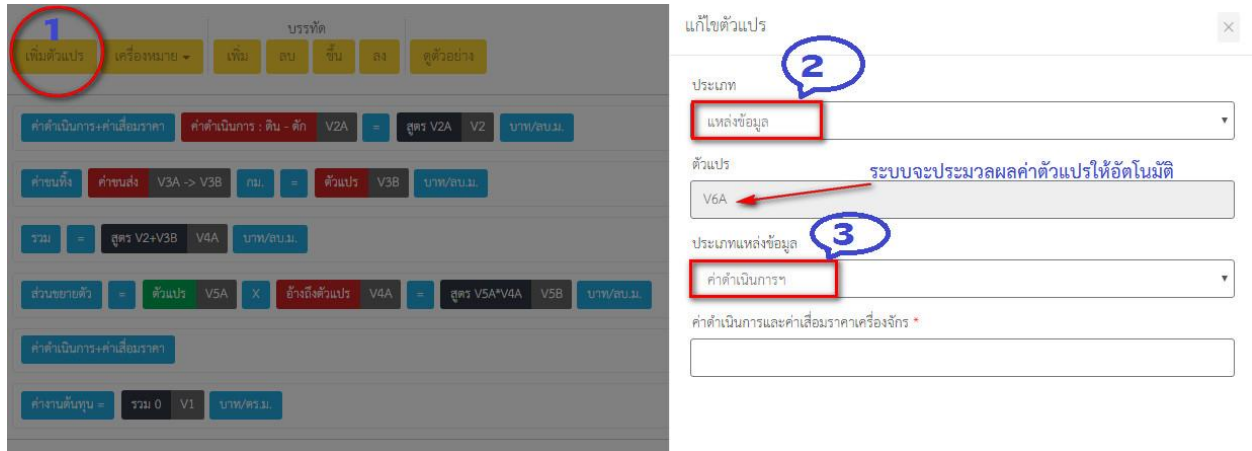 1
บรรทัด
เพิ่มตัวแปร เครื่องหมาย เพิ่ม ลบ ขึ้น ลง ดูตัวอย่าง
ค่าดำเนินการ+ค่าเสื่อมราคา ค่าดำเนินการ : ดิน - ตัก V2A = สูตร V2A V2 บาท/ลบ.ม.
ค่าขนทิ้ง ค่าขนส่ง V3A -> V3B กม. = ตัวแปร V3B บาท/ลบ.ม.
รวม = สูตร V2+V3B V4A บาท/ลบ.ม.
ส่วนขยายตัว = ตัวแปร V5A X อ้างถึงตัวแปร V4A = สูตร V5A*V4A V5B บาท/ลบ.ม.
ค่าดำเนินการ+ค่าเสื่อมราคา
ค่างานต้นทุน = รวม 0 V1 บาท/ตร.ม.
แก้ไขตัวแปร ×
2
ประเภท
แหล่งข้อมูล
ตัวแปร
ระบบจะประมวลผลค่าตัวแปรให้อัตโนมัติ
V6A
3
ประเภทแหล่งข้อมูล
ค่าดำเนินการฯ
ค่าดำเนินการและค่าเสื่อมราคาเครื่องจักร *